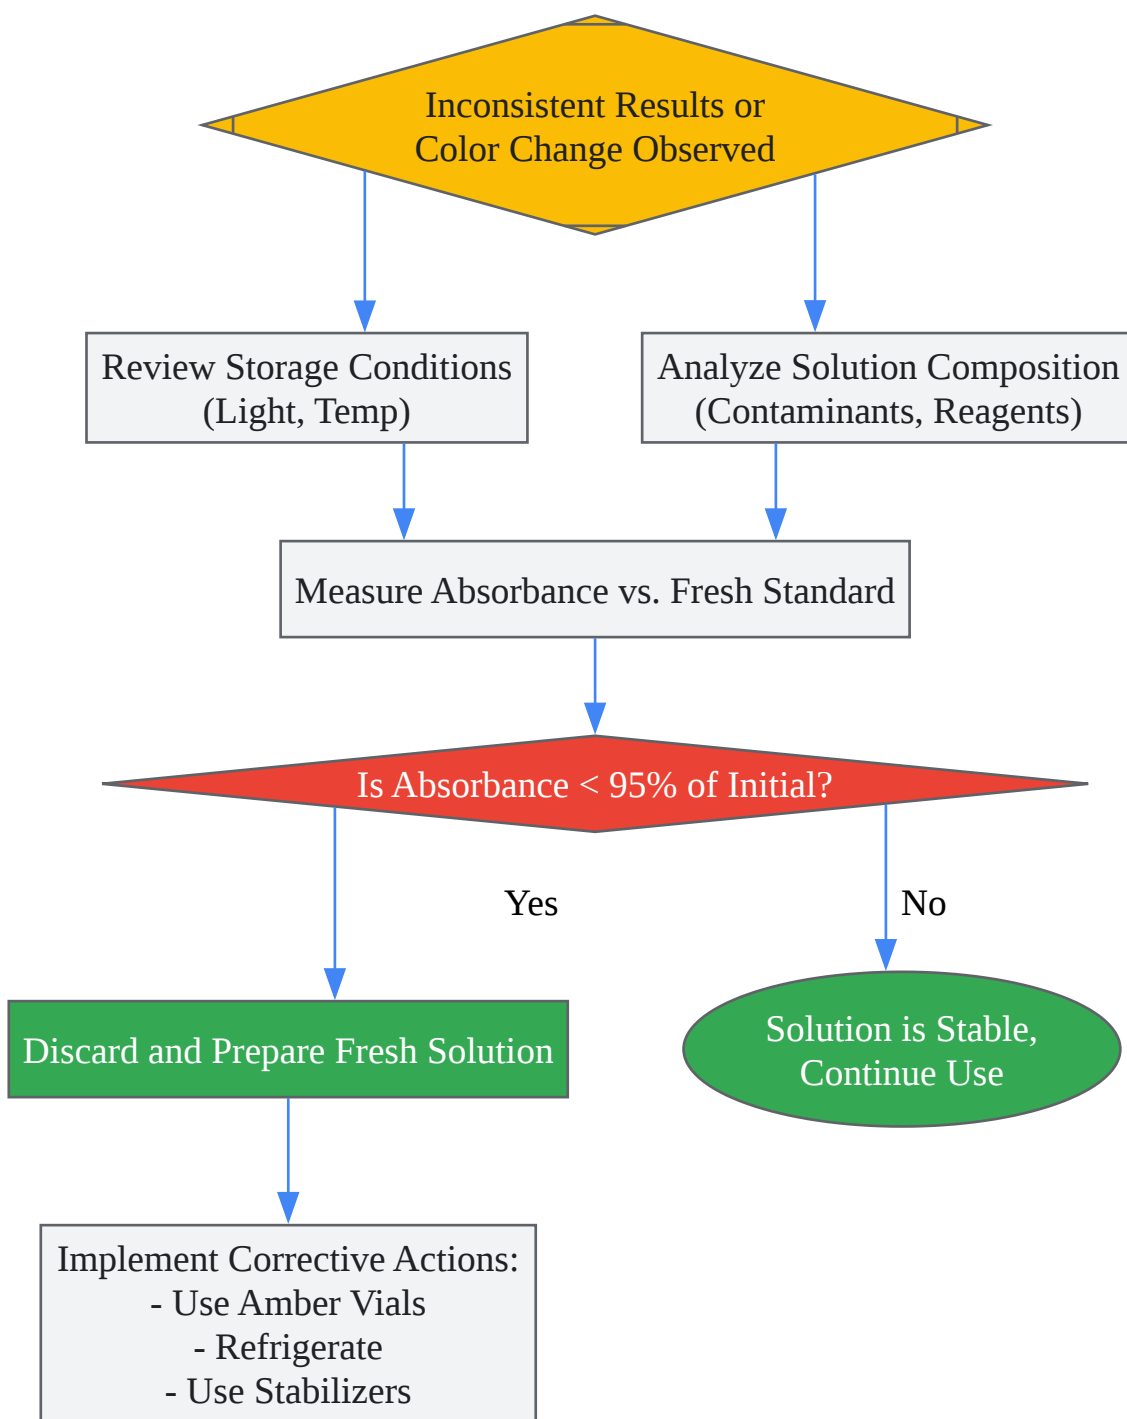 Inconsistent Results or
Color Change Observed
Review Storage Conditions
(Light, Temp)
Analyze Solution Composition
(Contaminants, Reagents)
Measure Absorbance vs. Fresh Standard
Is Absorbance < 95% of Initial?
Yes
No
Discard and Prepare Fresh Solution
Solution is Stable,
Continue Use
Implement Corrective Actions:
- Use Amber Vials
- Refrigerate
- Use Stabilizers